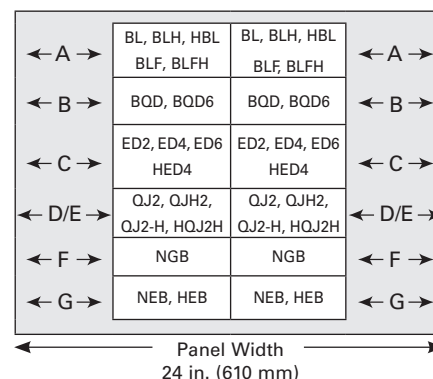 A BL, BLH, HBL BL, BLH, HBL A
BLF, BLFH BLF, BLFH
B BQD, BQD6 BQD, BQD6 B
ED2, ED4, ED6 ED2, ED4, ED6
C HED4 HED4 C
QJ2, QJH2, QJ2, QJH2,
D/E QJ2-H, HQJ2H QJ2-H, HQJ2H D/E
F NGB NGB F
G NEB, HEB NEB, HEB G
Panel Width
24 in. (610 mm)